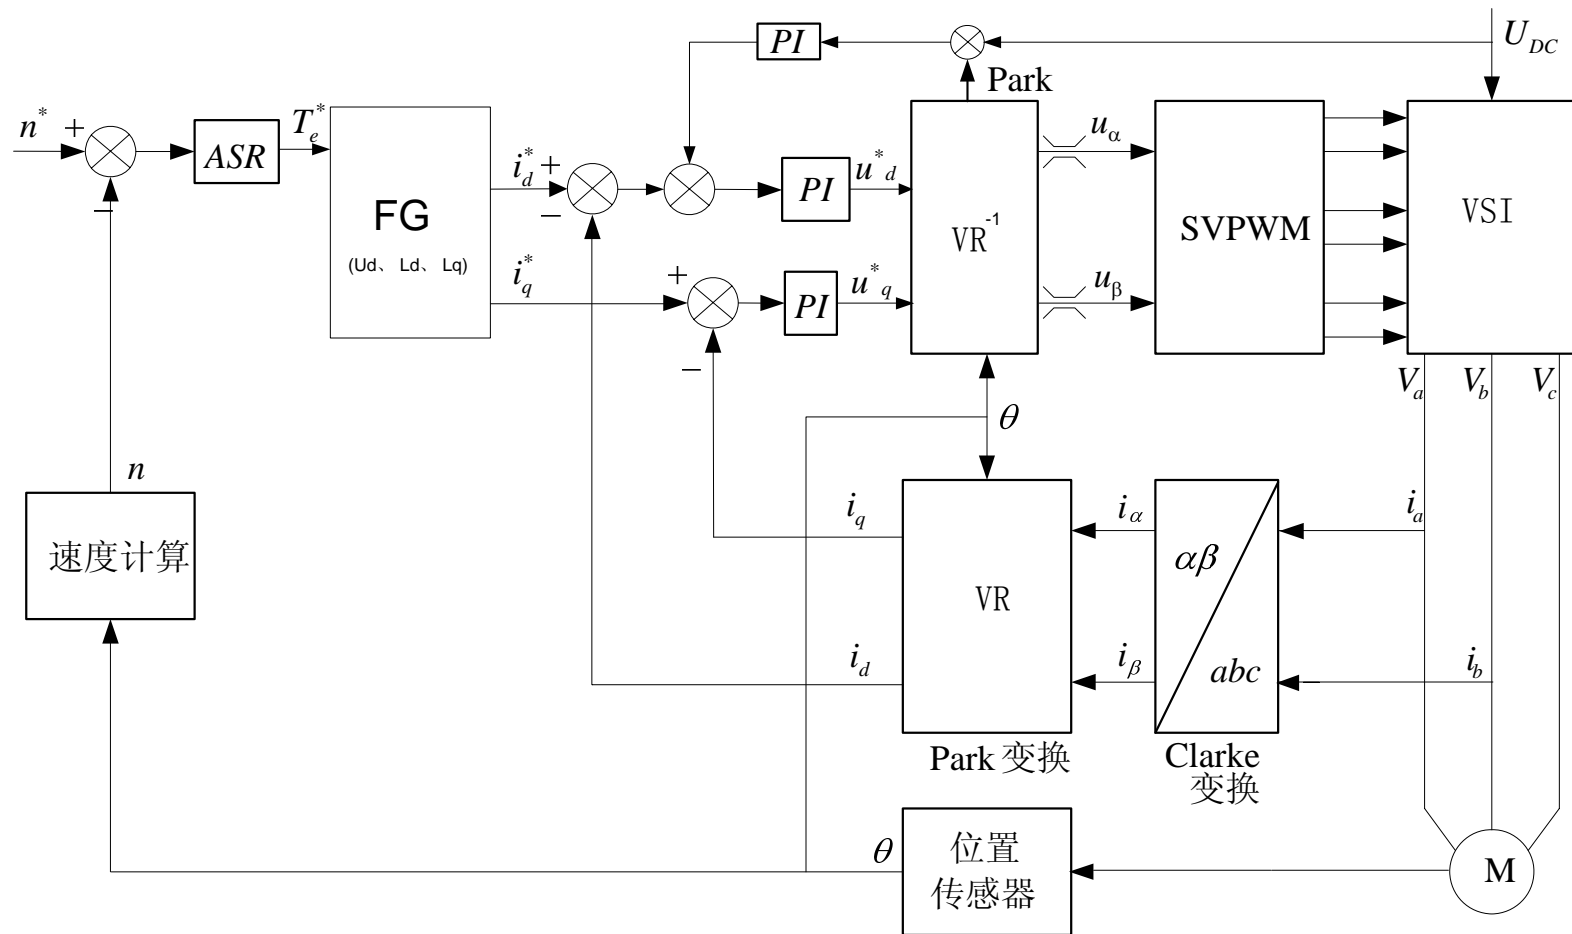 PI
U_DC
Park
n* +
T_e*
ASR
−
i_d* +
−
PI
u*_d
FG
(Ud、Ld、Lq)
i_q*
+
−
PI
u*_q
VR^-1
u_α
u_β
SVPWM
VSI
V_a
V_b
V_c
θ
n
速度计算
i_q
i_d
VR
Park 变换
i_α
i_β
αβ
abc
Clarke
变换
i_a
i_b
θ
位置
传感器
M